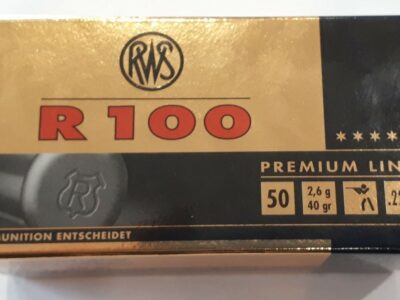 RWS
R 100
PREMIUM LIN
50
2,6 g
40 gr
R
UNITION ENTSCHEIDET